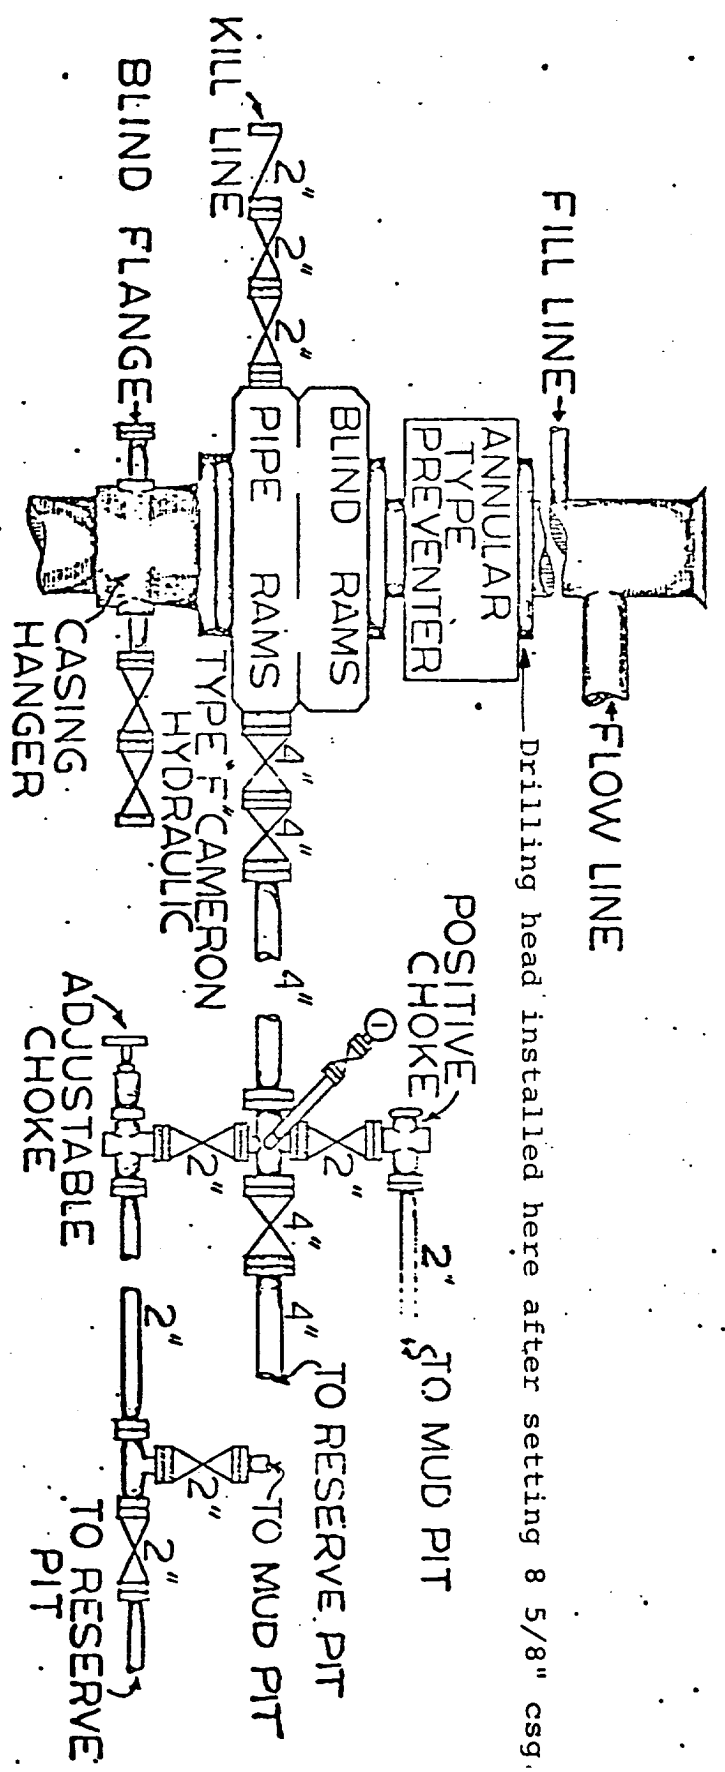 FILL LINE
FLOW LINE
Drilling head installed here after setting 8 5/8" csg.
ANNULAR
TYPE
PREVENTER
POSITIVE
CHOKE
2"
TO MUD PIT
BLIND RAMS
KILL LINE
2"
2"
2"
PIPE RAMS
4"
4"
4"
1
2"
2"
4"
4"
TO RESERVE PIT
TYPE "F" CAMERON
HYDRAULIC
BLIND FLANGE
CASING
HANGER
ADJUSTABLE
CHOKE
2"
2"
TO MUD PIT
2"
TO RESERVE
PIT